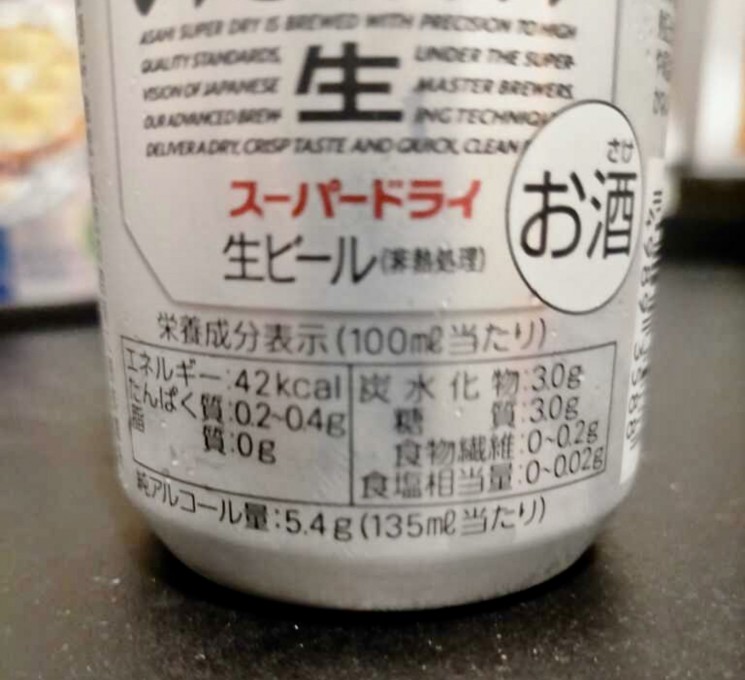 ASAHI SUPER DRY IS BREWED WITH PRECISION TO HIGH
QUALITY STANDARDS, UNDER THE SUPER-
VISION OF JAPANESE MASTER BREWERS.
OUR ADVANCED BREW- ING TECHNIQU
DELIVER A DRY, CRISP TASTE AND QUICK, CLEAN
生
スーパードライ
生ビール(非熱処理)
さけ
お酒
栄養成分表示(100ml当たり)
エネルギー:42kcal
たんぱく質:0.2~0.4g
脂質:0g
炭水化物:3.0g
糖質:3.0g
食物繊維:0~0.2g
食塩相当量:0~0.02g
純アルコール量:5.4g(135ml当たり)